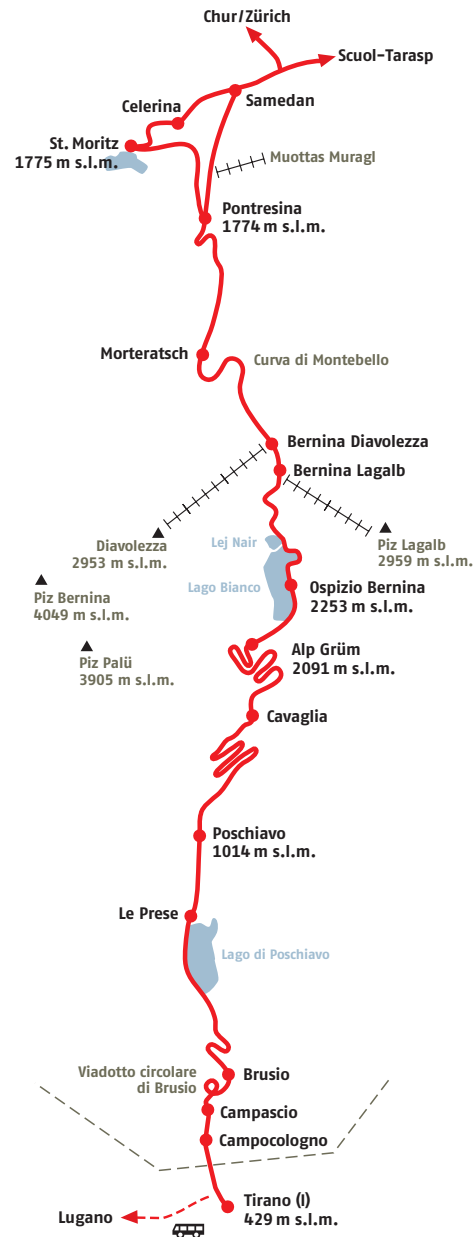 Chur/Zürich
Scuol-Tarasp
Celerina
Samedan
St. Moritz
1775 m s.l.m.
Muottas Muragl
Pontresina
1774 m s.l.m.
Morteratsch
Curva di Montebello
Bernina Diavolezza
Bernina Lagalb
Diavolezza
2953 m s.l.m.
Lej Nair
Piz Lagalb
2959 m s.l.m.
Piz Bernina
4049 m s.l.m.
Lago Bianco
Ospizio Bernina
2253 m s.l.m.
Piz Palü
3905 m s.l.m.
Alp Grüm
2091 m s.l.m.
Cavaglia
Poschiavo
1014 m s.l.m.
Le Prese
Lago di Poschiavo
Viadotto circolare
di Brusio
Brusio
Campascio
Campocologno
Tirano (I)
429 m s.l.m.
Lugano